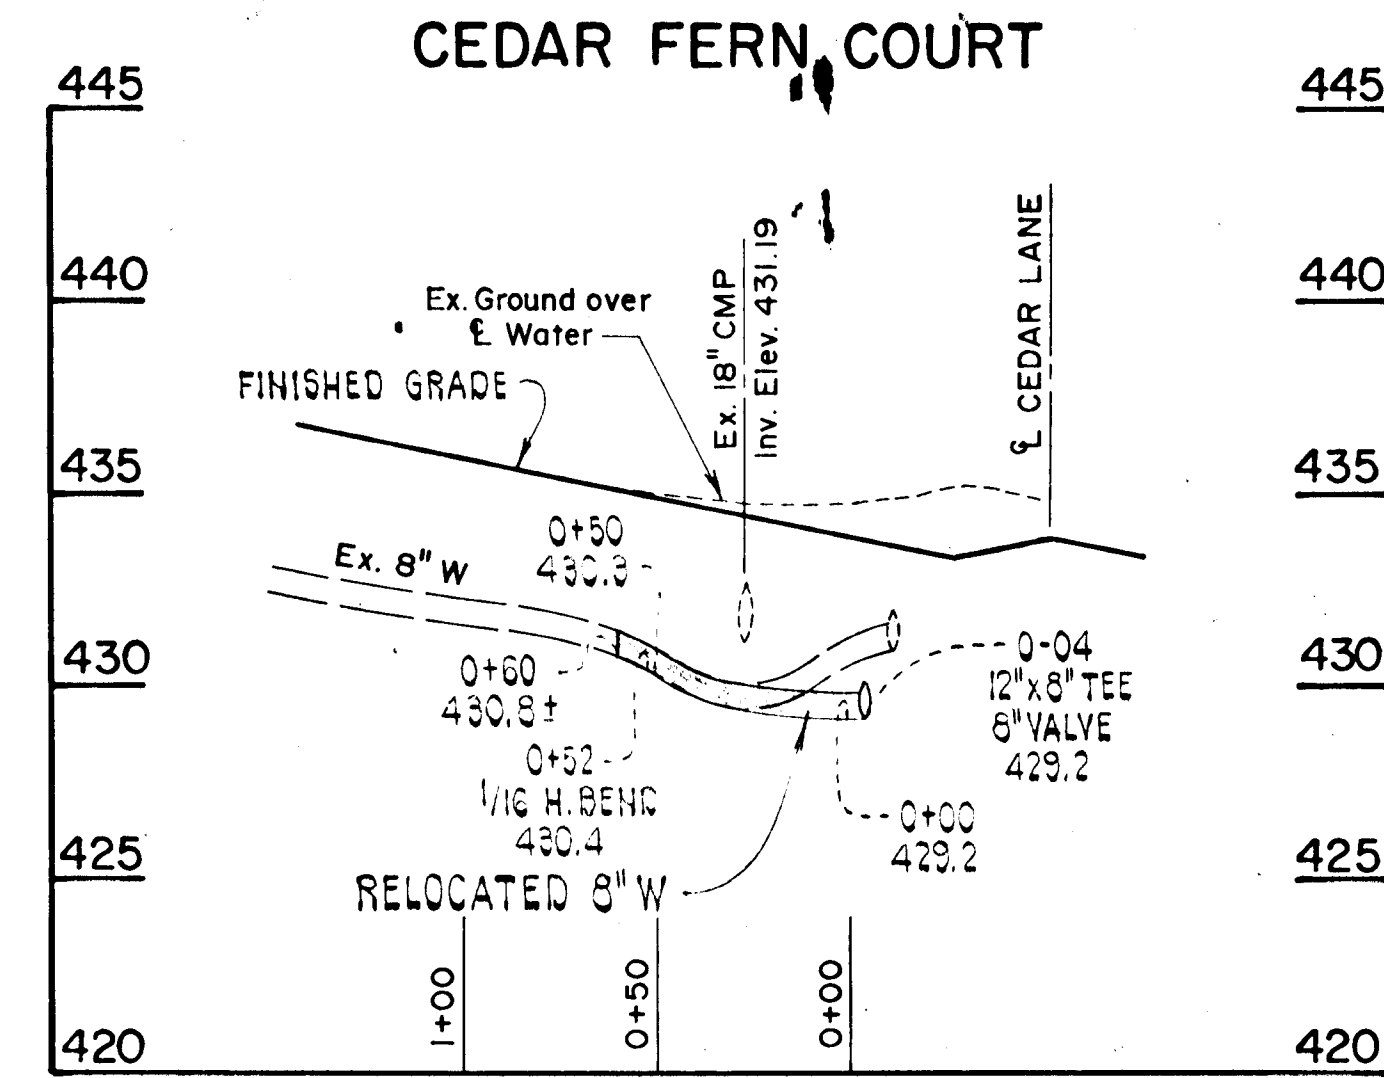 CEDAR FERN COURT
445
445
440
440
Ex. Ground over
℄ Water
Ex. 18" CMP
Inv. Elev. 431.19
℄ CEDAR LANE
FINISHED GRADE
435
435
0+50
430.3
Ex. 8" W
430
430
0+60
430.8±
0-04
12"x8" TEE
8" VALVE
429.2
0+52
1/16 H. BEND
430.4
0+00
429.2
425
425
RELOCATED 8" W
1+00
0+50
0+00
420
420